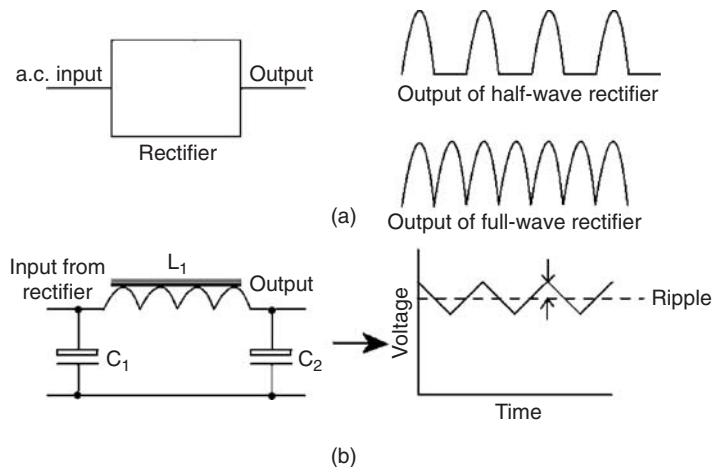 a.c. input
Output
Rectifier
Output of half-wave rectifier
Output of full-wave rectifier
(a)
Input from
rectifier
L1
Output
C1
C2
Voltage
Ripple
Time
(b)